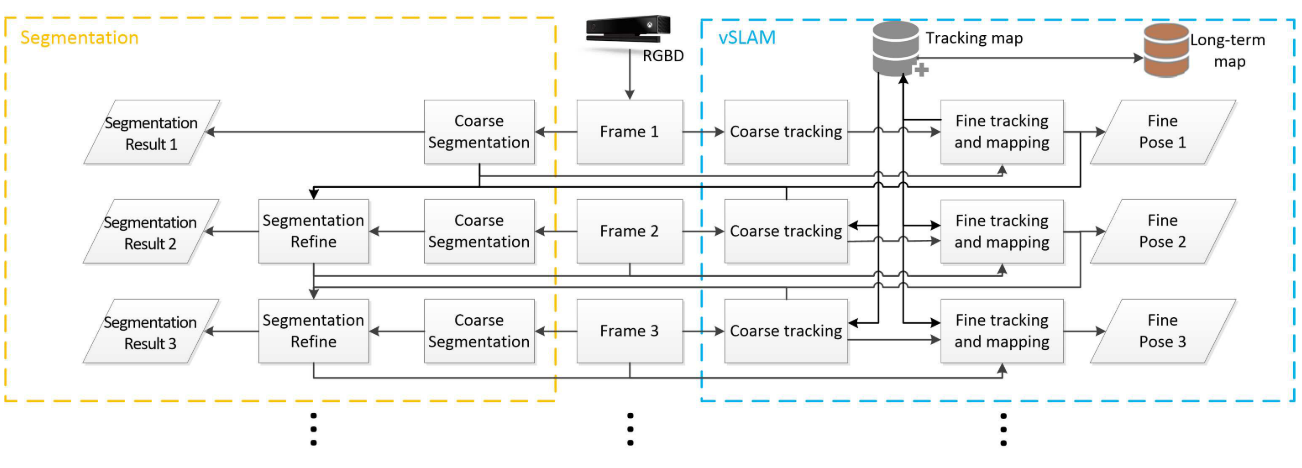 Segmentation
RGBD
vSLAM
Tracking map
Long-term
map
Segmentation
Result 1
Coarse
Segmentation
Frame 1
Coarse tracking
Fine tracking
and mapping
Fine
Pose 1
Segmentation
Result 2
Segmentation
Refine
Coarse
Segmentation
Frame 2
Coarse tracking
Fine tracking
and mapping
Fine
Pose 2
Segmentation
Result 3
Segmentation
Refine
Coarse
Segmentation
Frame 3
Coarse tracking
Fine tracking
and mapping
Fine
Pose 3